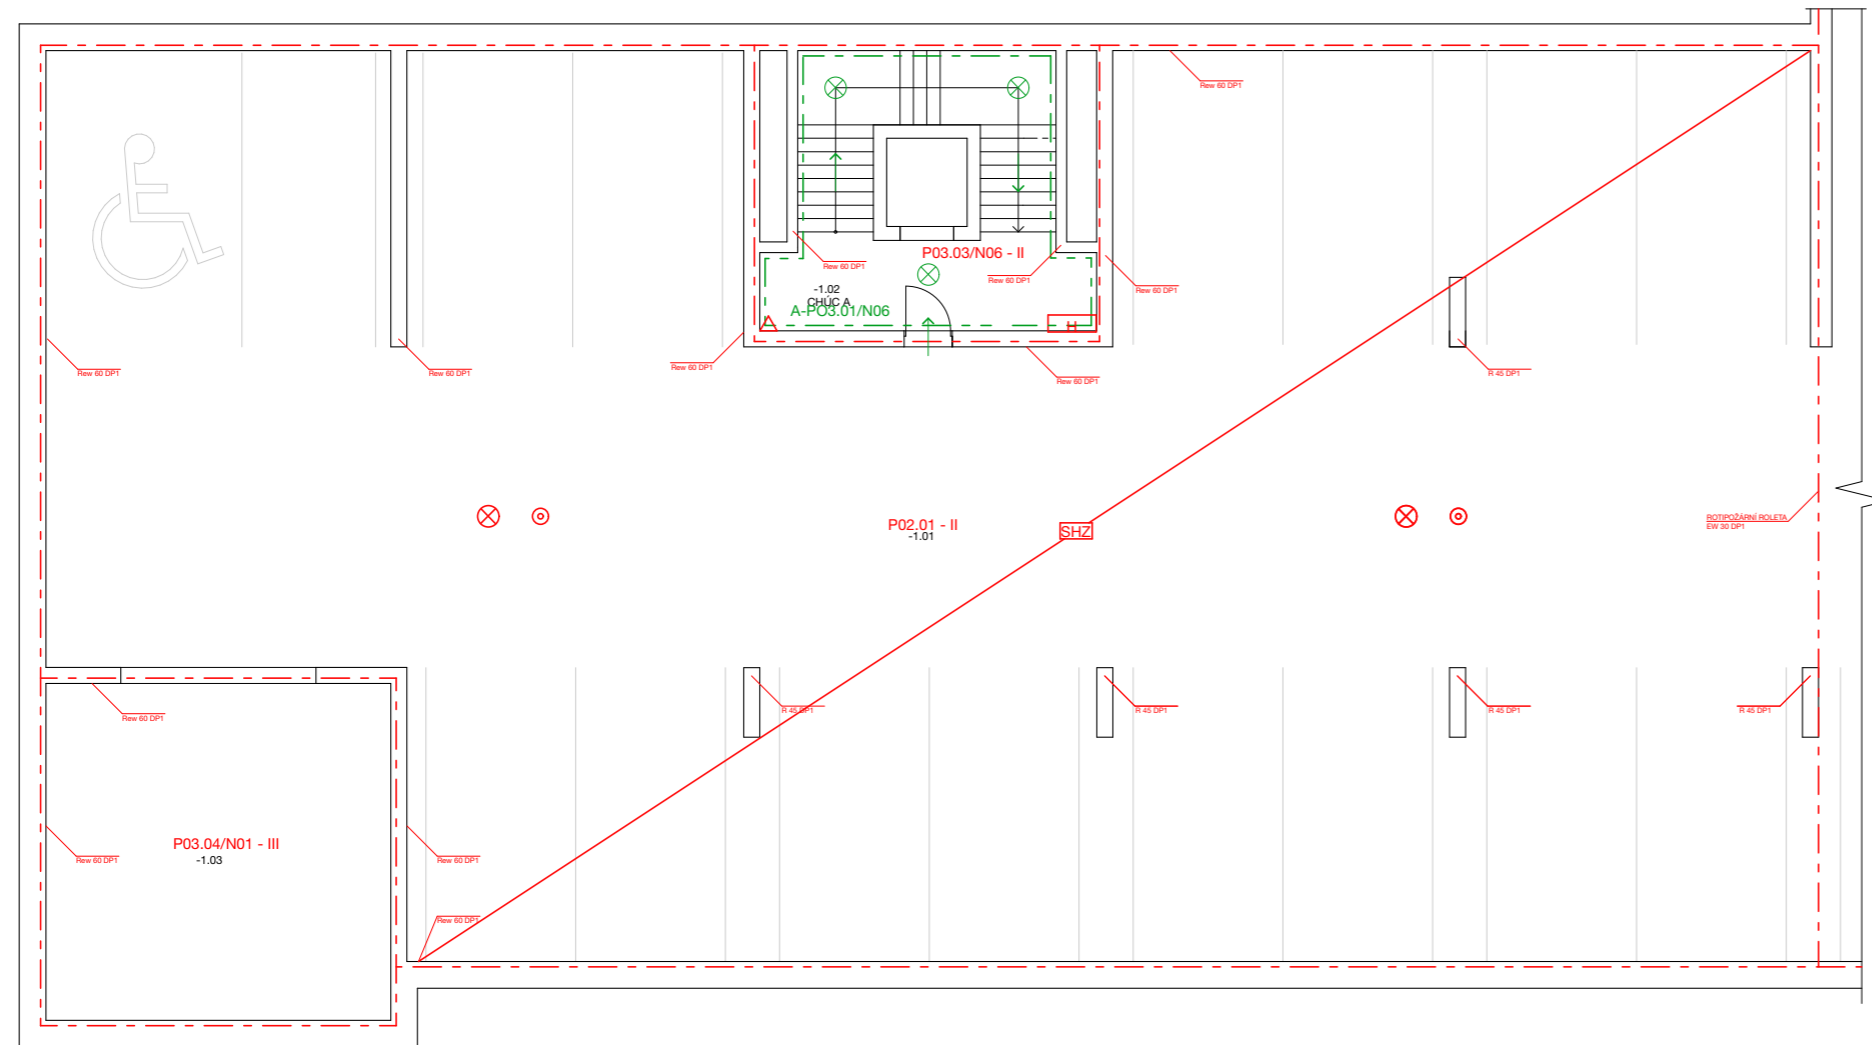 Rew 60 DP1
P03.03/N06 - II
Rew 60 DP1
Rew 60 DP1
Rew 60 DP1
-1.02
CHÚC A
A-PO3.01/N06
H
Rew 60 DP1
Rew 60 DP1
Rew 60 DP1
Rew 60 DP1
R 45 DP1
P02.01 - II
-1.01
SHZ
ROTIPOŽÁRNÍ ROLETA
EW 30 DP1
Rew 60 DP1
R 45 DP1
R 45 DP1
R 45 DP1
R 45 DP1
P03.04/N01 - III
-1.03
Rew 60 DP1
Rew 60 DP1
Rew 60 DP1